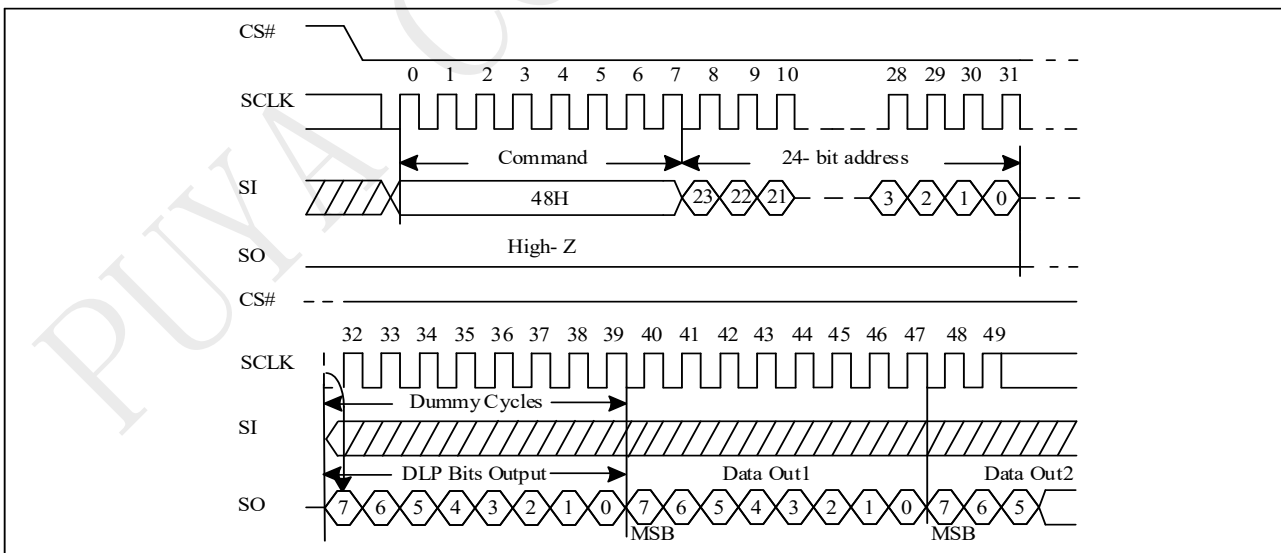 CS#
0 1 2 3 4 5 6 7 8 9 10 28 29 30 31
SCLK
Command 24- bit address
SI 48H 23 22 21 3 2 1 0
High- Z
SO
CS#
32 33 34 35 36 37 38 39 40 41 42 43 44 45 46 47 48 49
SCLK
Dummy Cycles
SI
DLP Bits Output Data Out1 Data Out2
SO 7 6 5 4 3 2 1 0 7 6 5 4 3 2 1 0 7 6 5
MSB MSB
PUYA CO